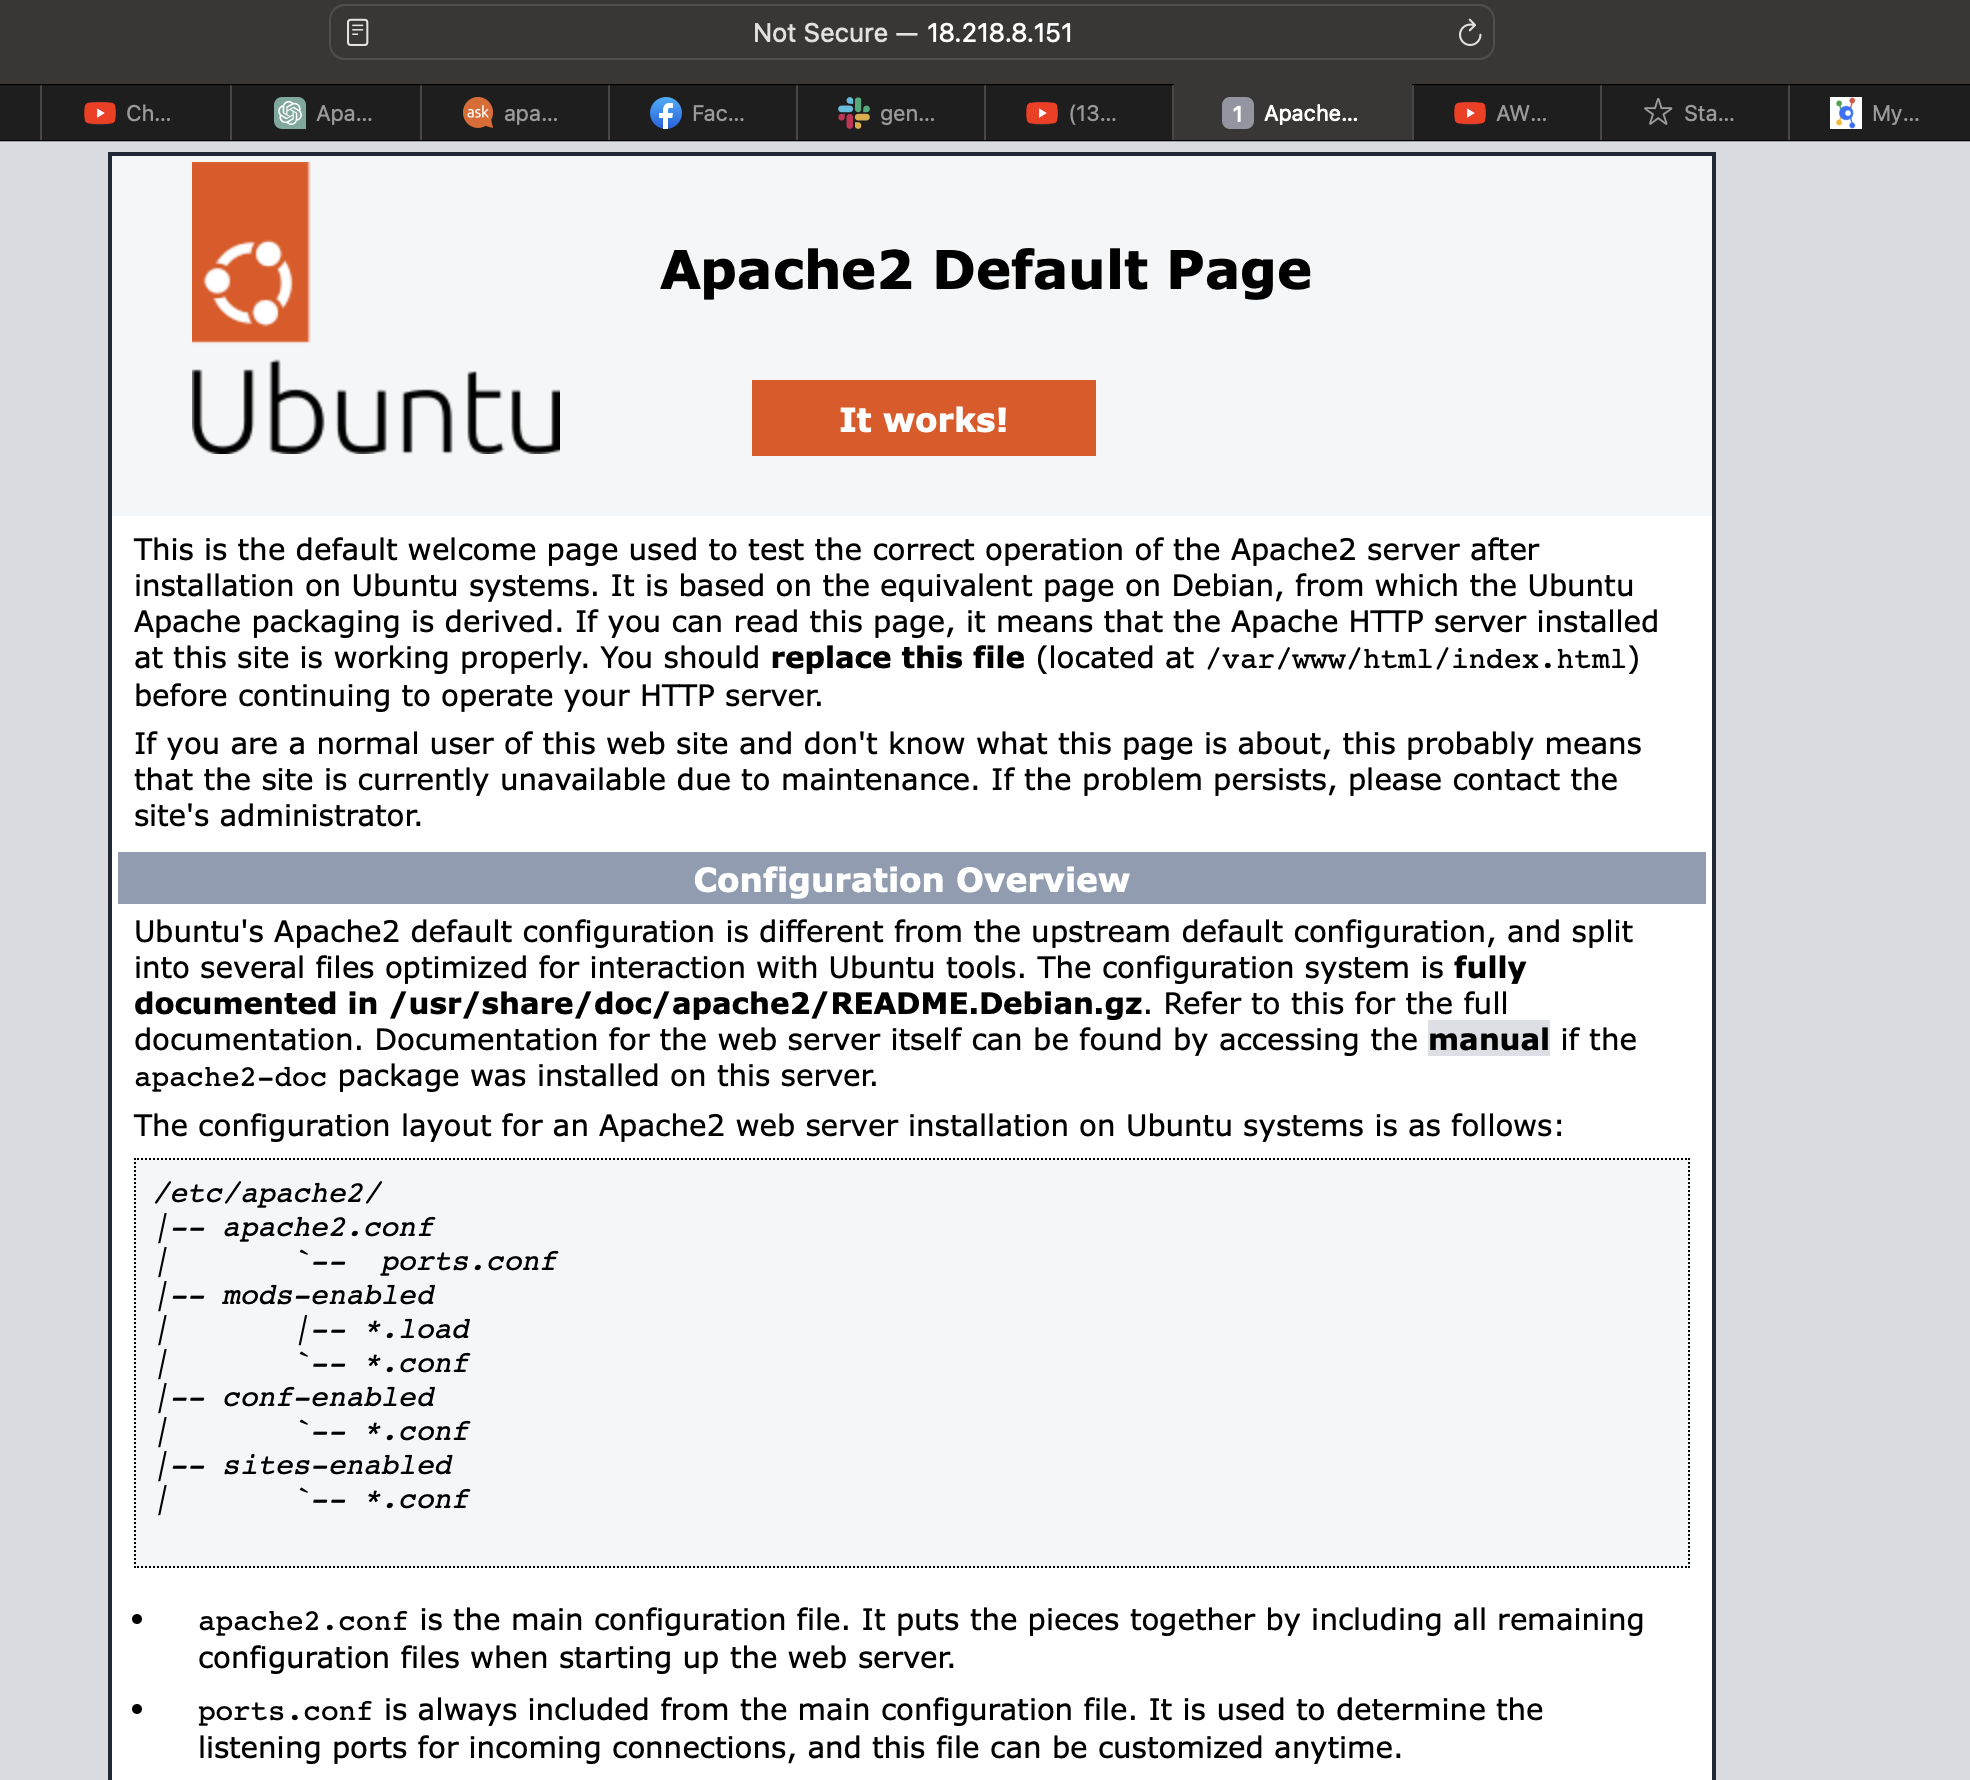 Not Secure — 18.218.8.151
Ch... Apa... ask apa... Fac... gen... (13... 1 Apache... AW... Sta... My...
Apache2 Default Page
Ubuntu
It works!
This is the default welcome page used to test the correct operation of the Apache2 server after
installation on Ubuntu systems. It is based on the equivalent page on Debian, from which the Ubuntu
Apache packaging is derived. If you can read this page, it means that the Apache HTTP server installed
at this site is working properly. You should replace this file (located at /var/www/html/index.html)
before continuing to operate your HTTP server.
If you are a normal user of this web site and don't know what this page is about, this probably means
that the site is currently unavailable due to maintenance. If the problem persists, please contact the
site's administrator.
Configuration Overview
Ubuntu's Apache2 default configuration is different from the upstream default configuration, and split
into several files optimized for interaction with Ubuntu tools. The configuration system is fully
documented in /usr/share/doc/apache2/README.Debian.gz. Refer to this for the full
documentation. Documentation for the web server itself can be found by accessing the manual if the
apache2-doc package was installed on this server.
The configuration layout for an Apache2 web server installation on Ubuntu systems is as follows:
/etc/apache2/
|-- apache2.conf
|       `--  ports.conf
|-- mods-enabled
|       |-- *.load
|       `-- *.conf
|-- conf-enabled
|       `-- *.conf
|-- sites-enabled
|       `-- *.conf
• apache2.conf is the main configuration file. It puts the pieces together by including all remaining
configuration files when starting up the web server.
• ports.conf is always included from the main configuration file. It is used to determine the
listening ports for incoming connections, and this file can be customized anytime.